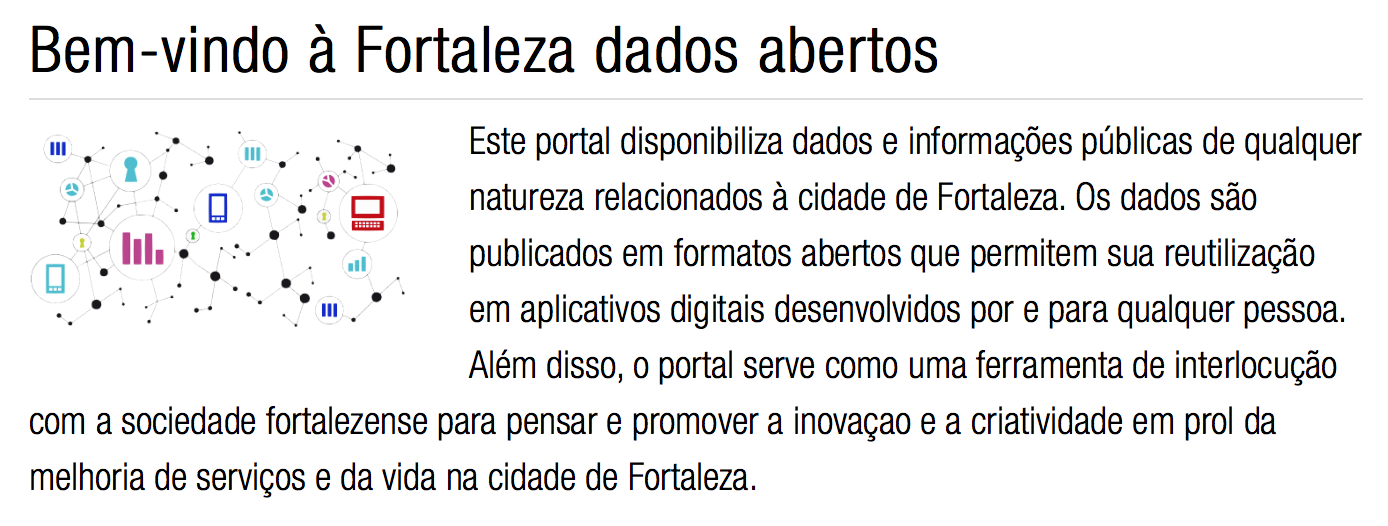 Bem-vindo à Fortaleza dados abertos
Este portal disponibiliza dados e informações públicas de qualquer
natureza relacionados à cidade de Fortaleza. Os dados são
publicados em formatos abertos que permitem sua reutilização
em aplicativos digitais desenvolvidos por e para qualquer pessoa.
Além disso, o portal serve como uma ferramenta de interlocução
com a sociedade fortalezense para pensar e promover a inovaçao e a criatividade em prol da
melhoria de serviços e da vida na cidade de Fortaleza.